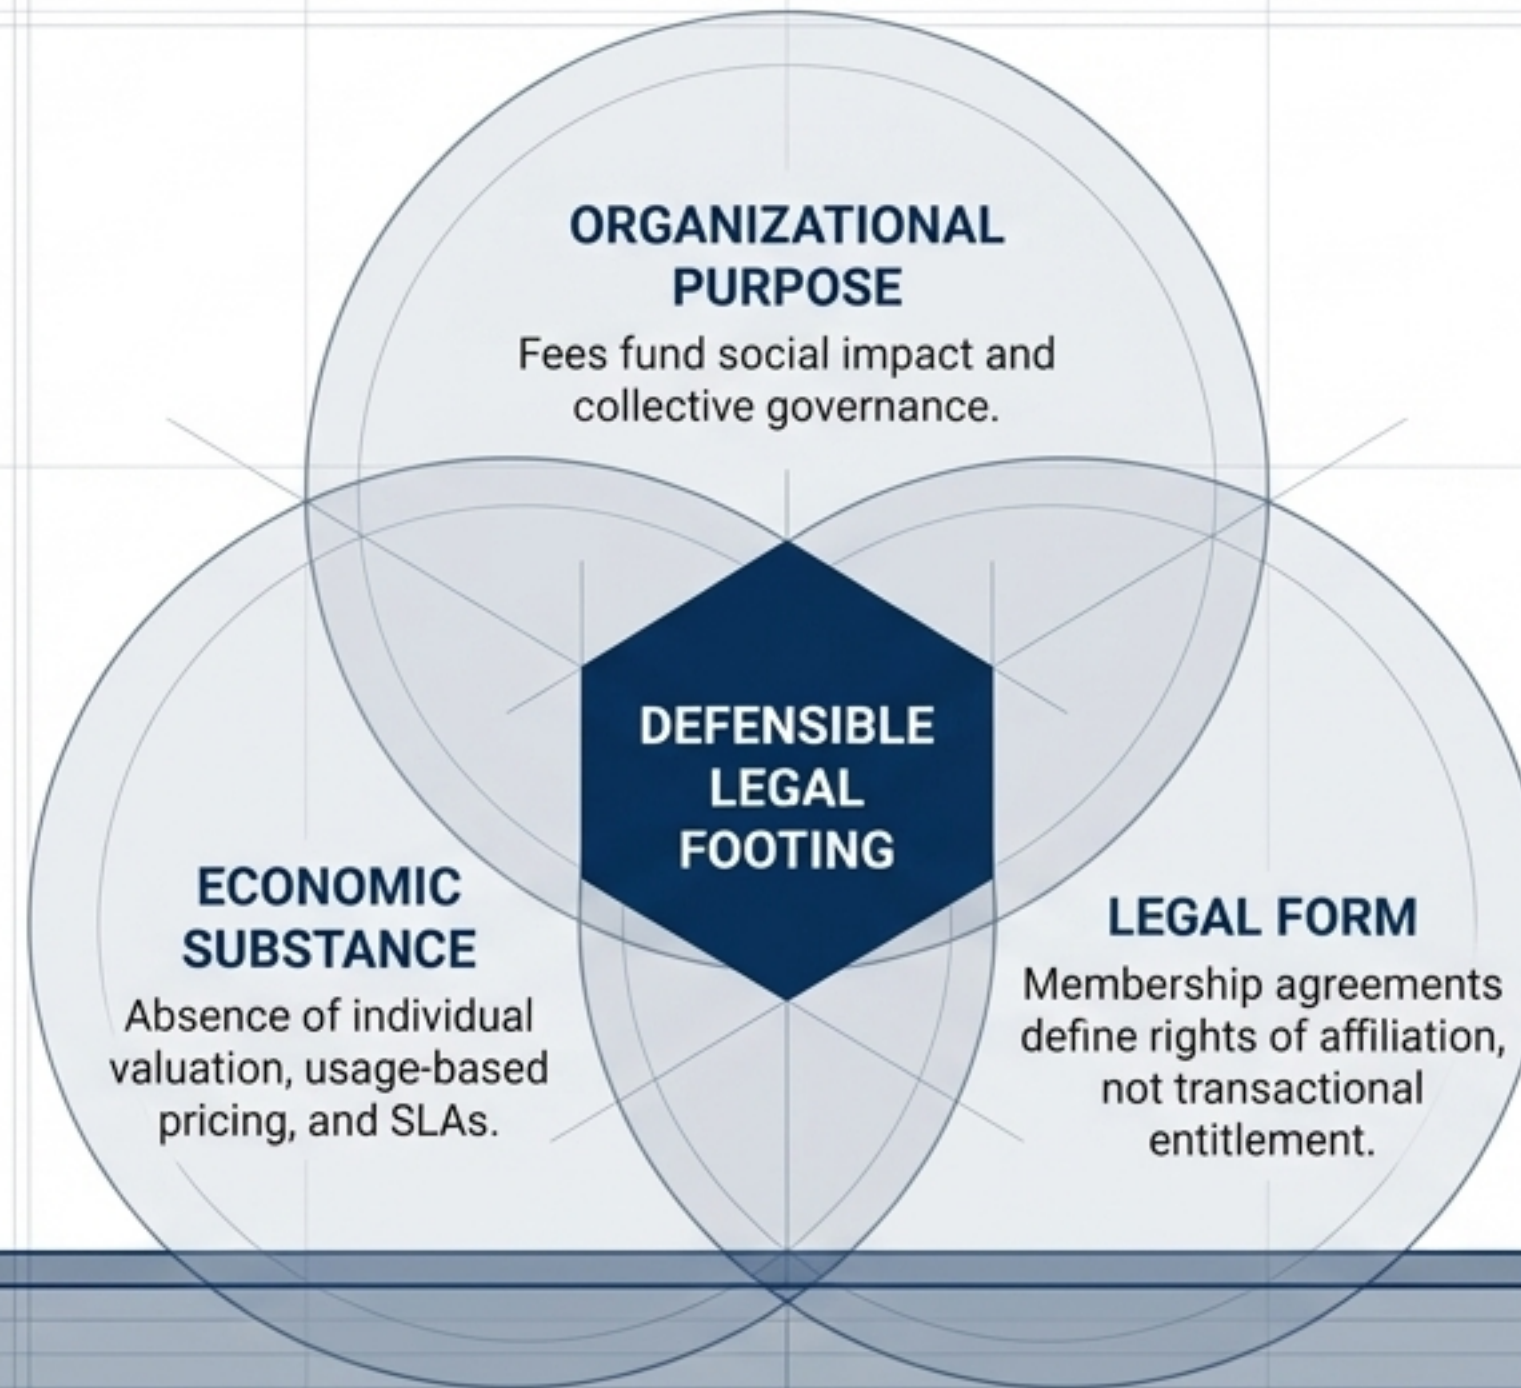 ORGANIZATIONAL
PURPOSE
Fees fund social impact and
collective governance.
DEFENSIBLE
LEGAL
FOOTING
ECONOMIC
SUBSTANCE
Absence of individual
valuation, usage-based
pricing, and SLAs.
LEGAL FORM
Membership agreements
define rights of affiliation,
not transactional
entitlement.